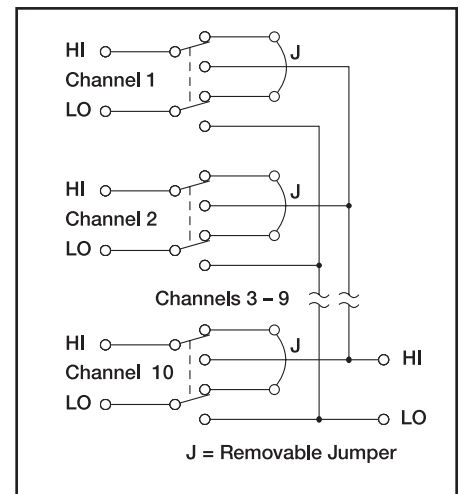 HI
J
Channel 1
LO
HI
J
Channel 2
LO
Channels 3 – 9
HI
J
HI
Channel 10
LO
LO
J = Removable Jumper